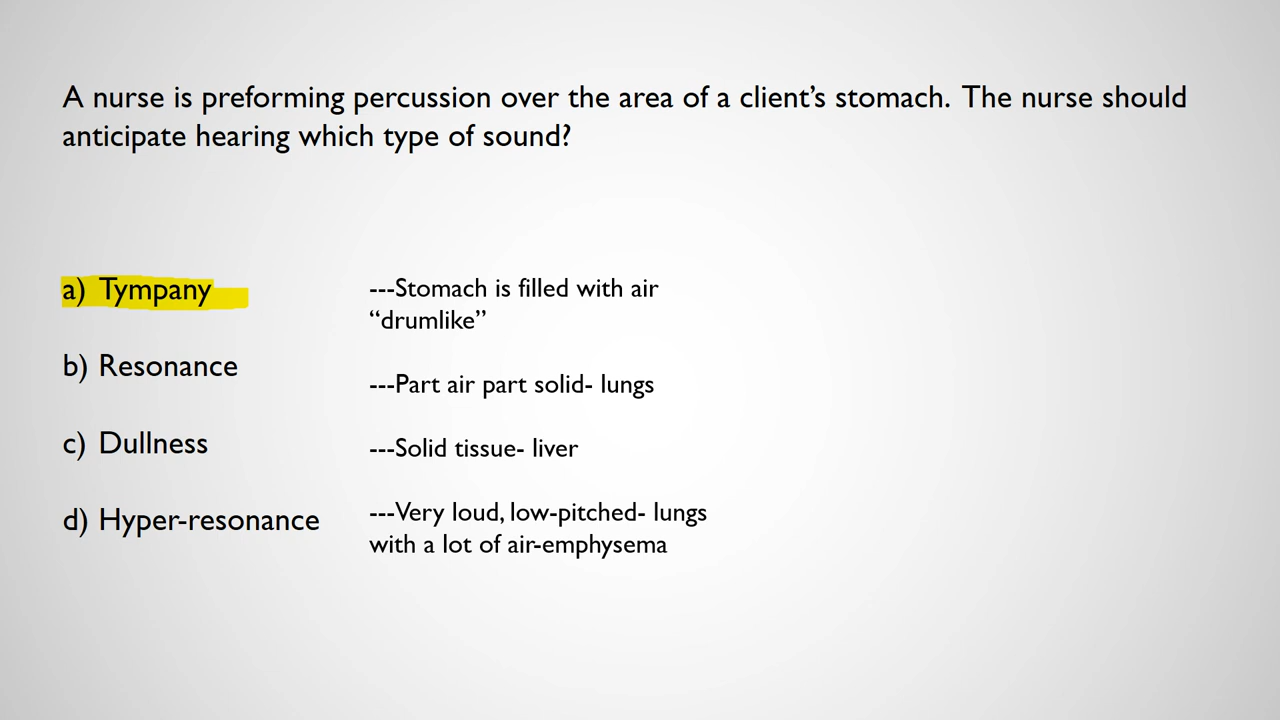 A nurse is preforming percussion over the area of a client’s stomach. The nurse should
anticipate hearing which type of sound?
a) Tympany
---Stomach is filled with air
“drumlike”
b) Resonance
---Part air part solid- lungs
c) Dullness
---Solid tissue- liver
d) Hyper-resonance
---Very loud, low-pitched- lungs
with a lot of air-emphysema